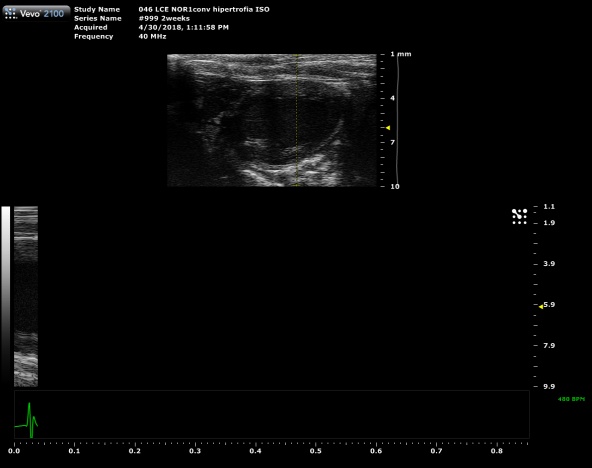 Vevo 2100
Study Name 046 LCE NOR1conv hipertrofia ISO
Series Name #999 2weeks
Acquired 4/30/2018, 1:11:58 PM
Frequency 40 MHz
1 mm
4
7
10
1.1
1.9
3.9
5.9
7.9
9.9
460 BPM
0.0 0.1 0.2 0.3 0.4 0.5 0.6 0.7 0.8